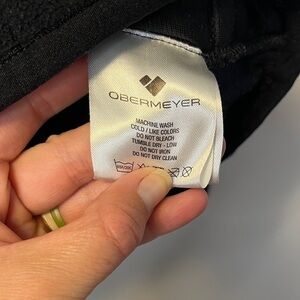 OBERMEYER
MACHINE WASH
COLD / LIKE COLORS
DO NOT BLEACH
TUMBLE DRY - LOW
DO NOT IRON
DO NOT DRY CLEAN